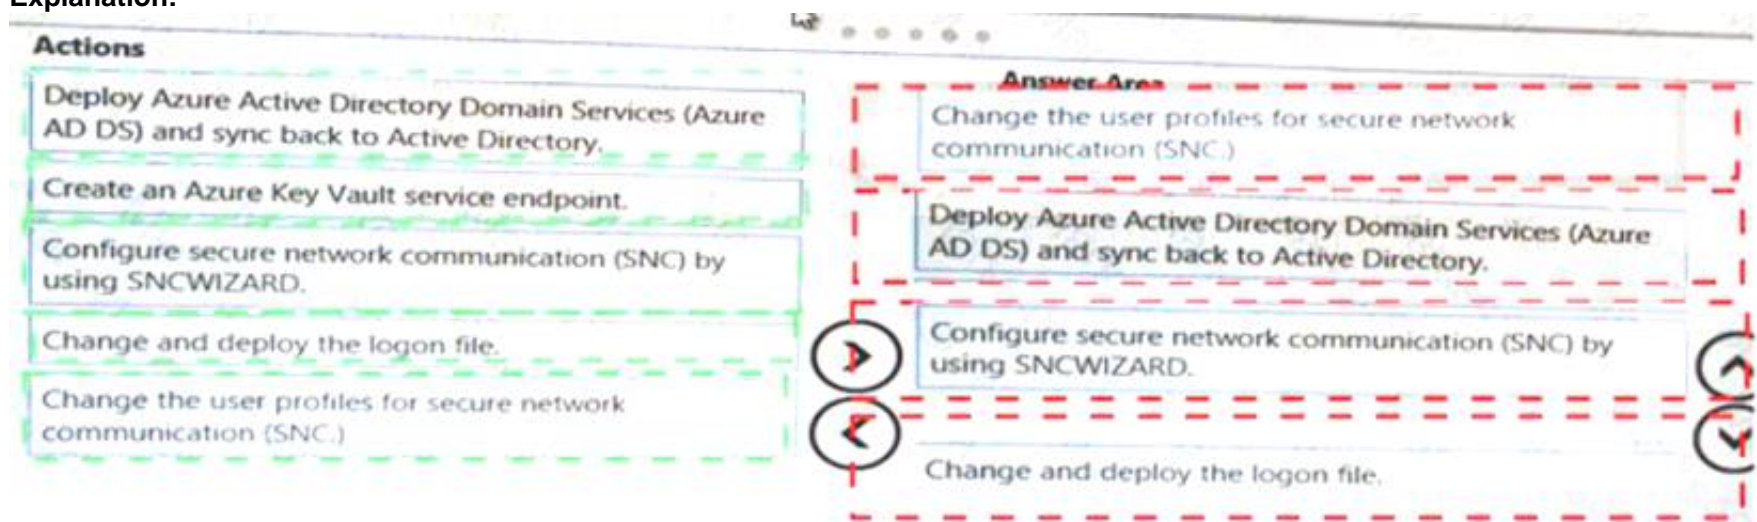 Explanation:
Actions
Deploy Azure Active Directory Domain Services (Azure
AD DS) and sync back to Active Directory.
Create an Azure Key Vault service endpoint.
Configure secure network communication (SNC) by
using SNCWIZARD.
Change and deploy the logon file.
Change the user profiles for secure network
communication (SNC.)
Answer Area
Change the user profiles for secure network
communication (SNC.)
Deploy Azure Active Directory Domain Services (Azure
AD DS) and sync back to Active Directory.
Configure secure network communication (SNC) by
using SNCWIZARD.
Change and deploy the logon file.